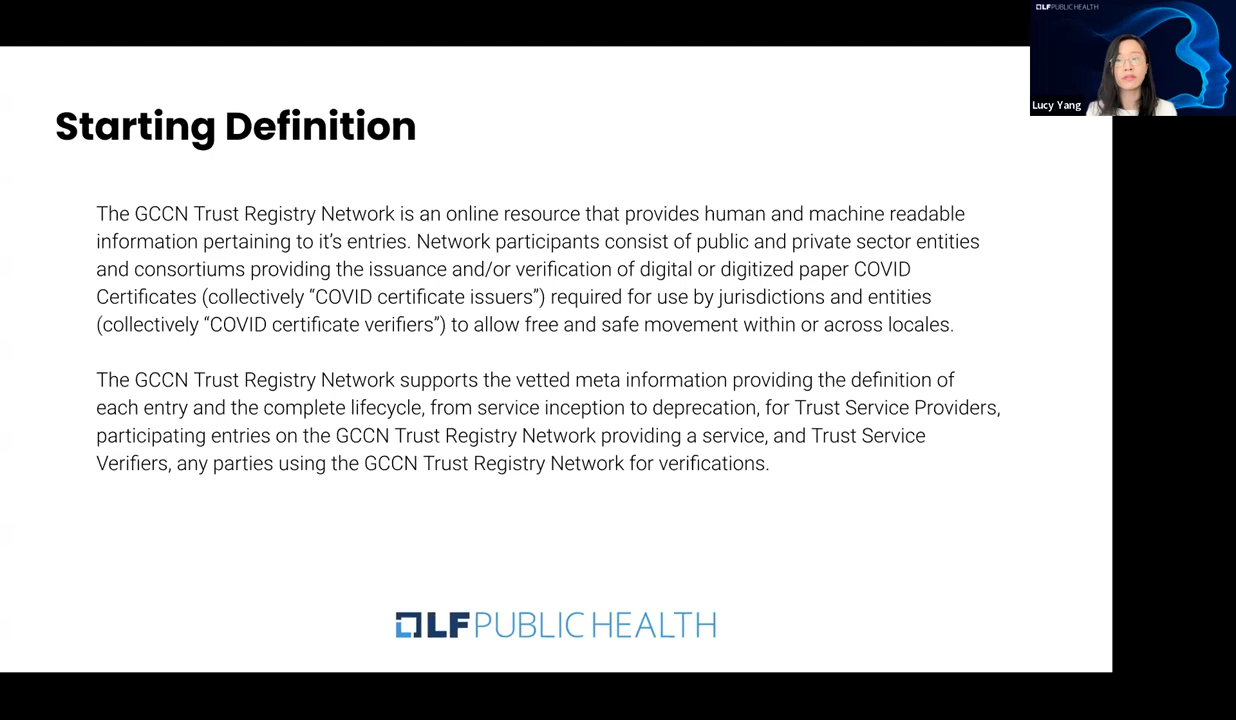 LFPUBLICHEALTH
Lucy Yang
Starting Definition
The GCCN Trust Registry Network is an online resource that provides human and machine readable
information pertaining to it’s entries. Network participants consist of public and private sector entities
and consortiums providing the issuance and/or verification of digital or digitized paper COVID
Certificates (collectively “COVID certificate issuers”) required for use by jurisdictions and entities
(collectively “COVID certificate verifiers”) to allow free and safe movement within or across locales.
The GCCN Trust Registry Network supports the vetted meta information providing the definition of
each entry and the complete lifecycle, from service inception to deprecation, for Trust Service Providers,
participating entries on the GCCN Trust Registry Network providing a service, and Trust Service
Verifiers, any parties using the GCCN Trust Registry Network for verifications.
LFPUBLICHEALTH